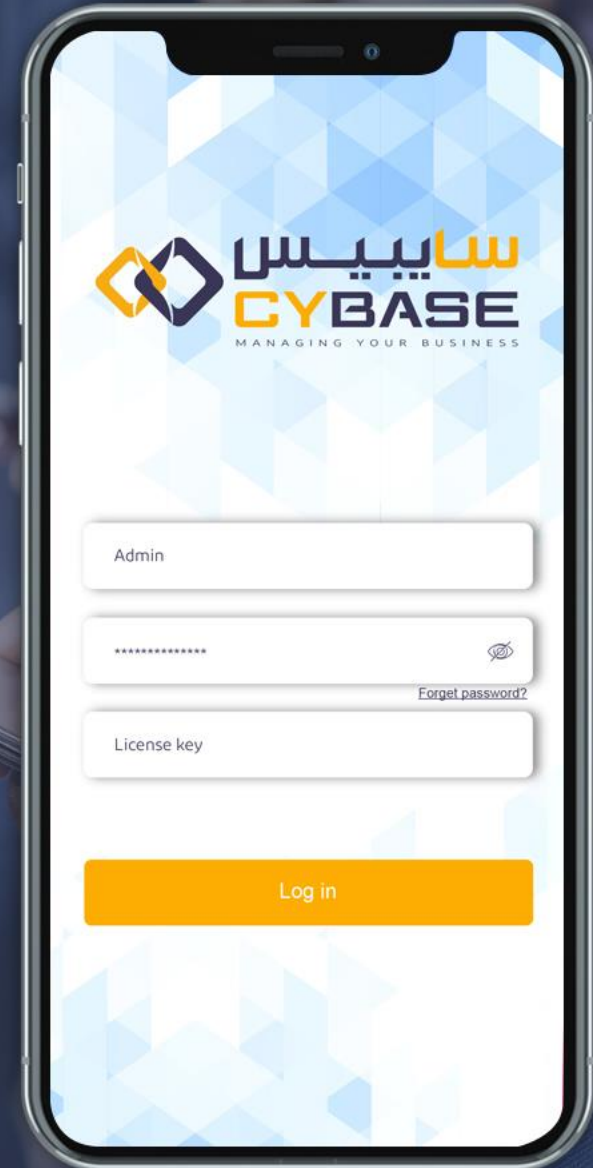 سايبيس
CYBASE
MANAGING YOUR BUSINESS
Admin
**************
Forget password?
License key
Log in